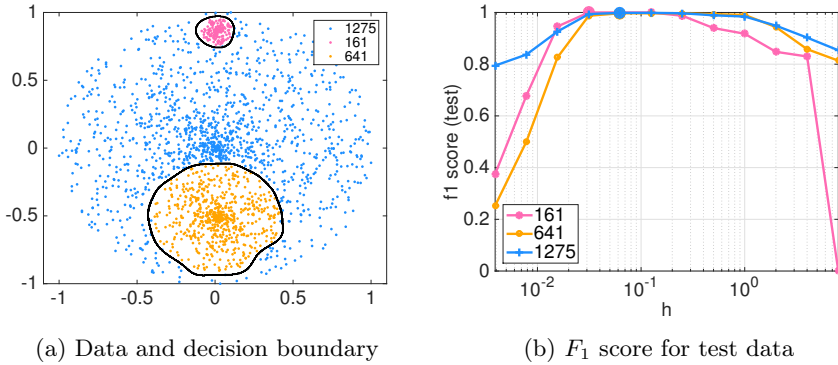 1
0.5
0
-0.5
-1
-1 -0.5 0 0.5 1
1275
161
641
(a) Data and decision boundary
f1 score (test)
1
0.8
0.6
0.4
0.2
0
161
641
1275
10^-2 10^-1 10^0
h
(b) F_1 score for test data